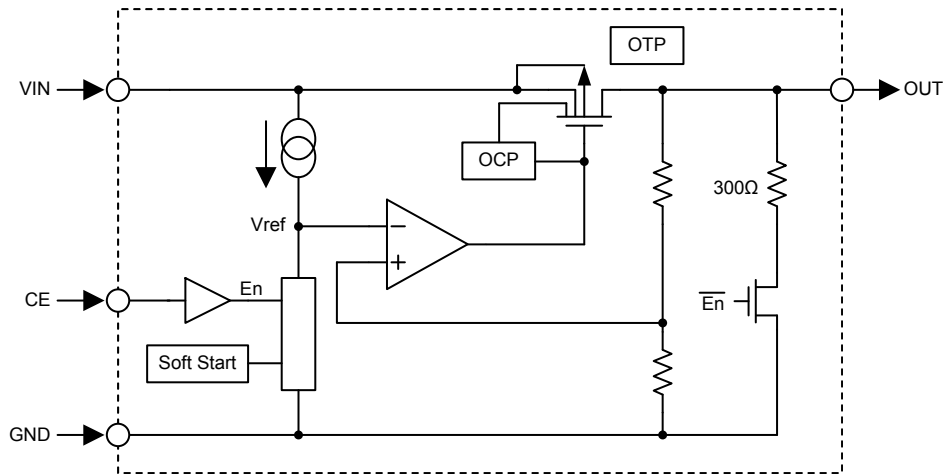 OTP
VIN
OUT
OCP
300Ω
Vref
−
+
CE
En
En
Soft Start
GND